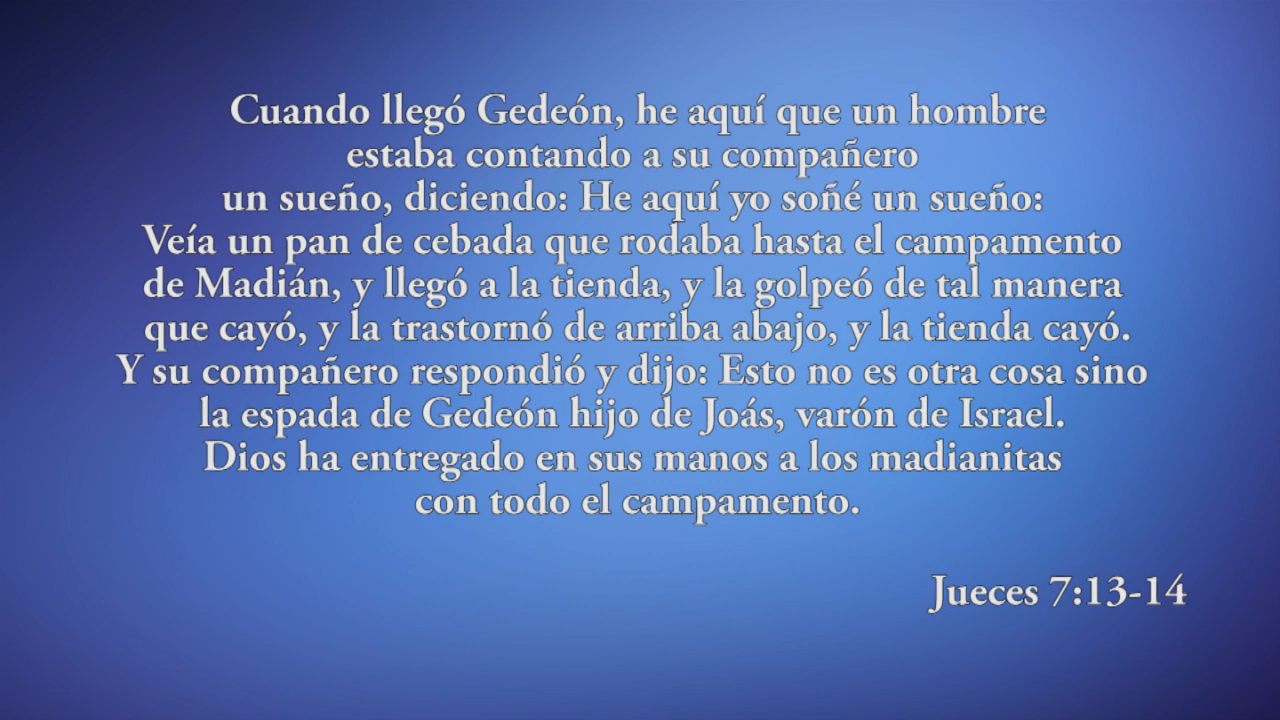 Cuando llegó Gedeón, he aquí que un hombre
estaba contando a su compañero
un sueño, diciendo: He aquí yo soñé un sueño:
Veía un pan de cebada que rodaba hasta el campamento
de Madián, y llegó a la tienda, y la golpeó de tal manera
que cayó, y la trastornó de arriba abajo, y la tienda cayó.
Y su compañero respondió y dijo: Esto no es otra cosa sino
la espada de Gedeón hijo de Joás, varón de Israel.
Dios ha entregado en sus manos a los madianitas
con todo el campamento.
Jueces 7:13-14